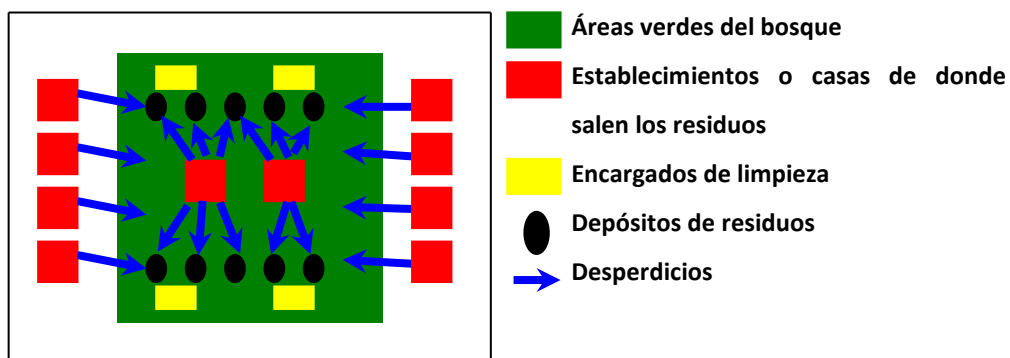 Áreas verdes del bosque
Establecimientos o casas de donde
salen los residuos
Encargados de limpieza
Depósitos de residuos
Desperdicios